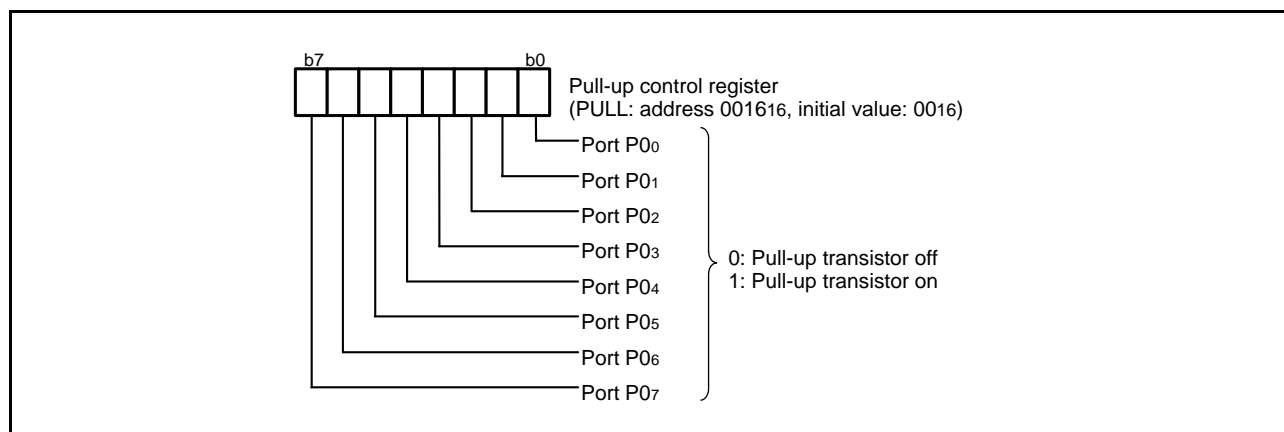 b7 b0
Pull-up control register
(PULL: address 001616, initial value: 0016)
Port P00
Port P01
Port P02
Port P03
Port P04
Port P05
Port P06
Port P07
0: Pull-up transistor off
1: Pull-up transistor on